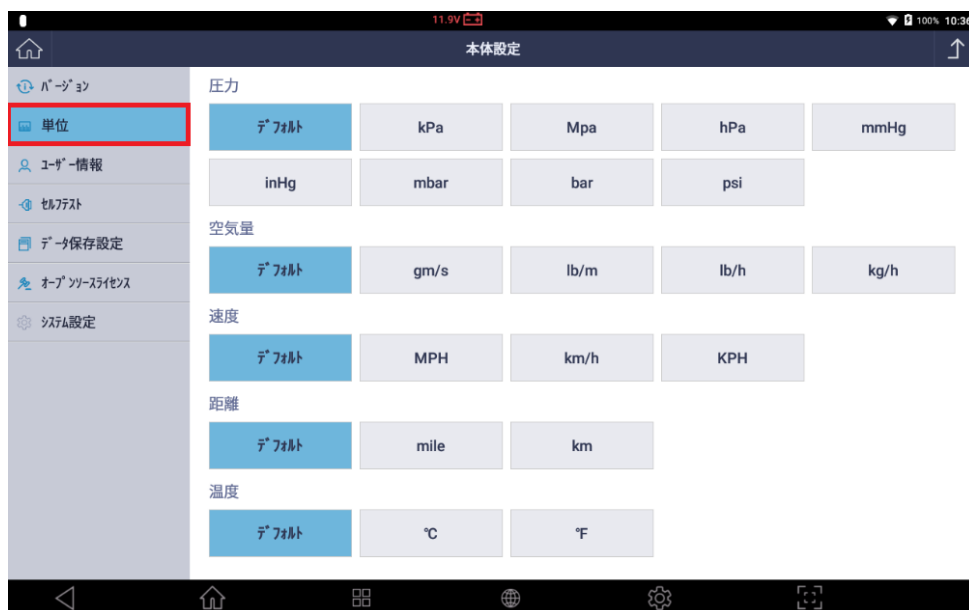 11.9V
100% 10:36
本体設定
ﾊﾞｰｼﾞｮﾝ
単位
ﾕｰｻﾞｰ情報
ｾﾙﾌﾃｽﾄ
ﾃﾞｰﾀ保存設定
ｵｰﾌﾟﾝｿｰｽﾗｲｾﾝｽ
ｼｽﾃﾑ設定
圧力
ﾃﾞﾌｫﾙﾄ kPa Mpa hPa mmHg
inHg mbar bar psi
空気量
ﾃﾞﾌｫﾙﾄ gm/s lb/m lb/h kg/h
速度
ﾃﾞﾌｫﾙﾄ MPH km/h KPH
距離
ﾃﾞﾌｫﾙﾄ mile km
温度
ﾃﾞﾌｫﾙﾄ ℃ ℉